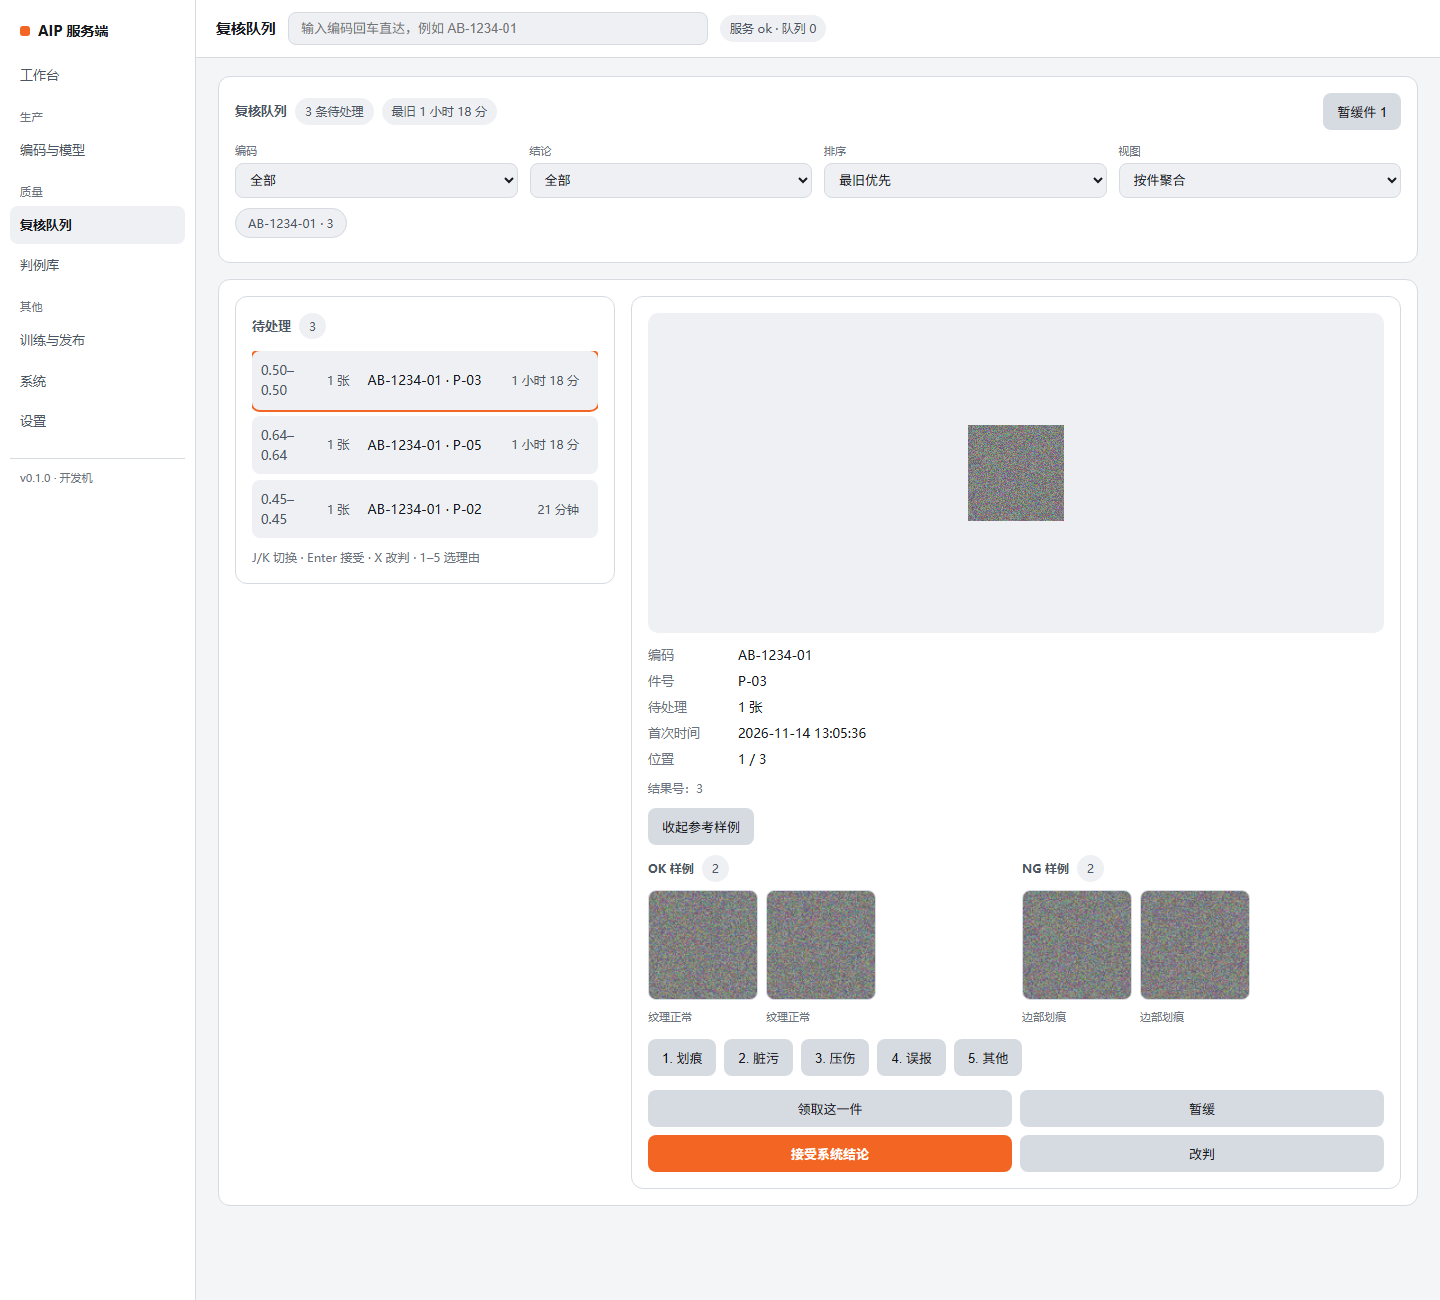 AIP 服务端
工作台
生产
编码与模型
质量
复核队列
判例库
其他
训练与发布
系统
设置
v0.1.0 · 开发机
复核队列
输入编码回车直达，例如 AB-1234-01
服务 ok · 队列 0
复核队列
3 条待处理
最旧 1 小时 18 分
暂缓件 1
编码
结论
排序
视图
全部
全部
最旧优先
按件聚合
AB-1234-01 · 3
待处理
3
0.50–
0.50
1 张
AB-1234-01 · P-03
1 小时 18 分
0.64–
0.64
1 张
AB-1234-01 · P-05
1 小时 18 分
0.45–
0.45
1 张
AB-1234-01 · P-02
21 分钟
J/K 切换 · Enter 接受 · X 改判 · 1–5 选理由
编码
AB-1234-01
件号
P-03
待处理
1 张
首次时间
2026-11-14 13:05:36
位置
1 / 3
结果号：3
收起参考样例
OK 样例
2
NG 样例
2
纹理正常
纹理正常
边部划痕
边部划痕
1. 划痕
2. 脏污
3. 压伤
4. 误报
5. 其他
领取这一件
暂缓
接受系统结论
改判